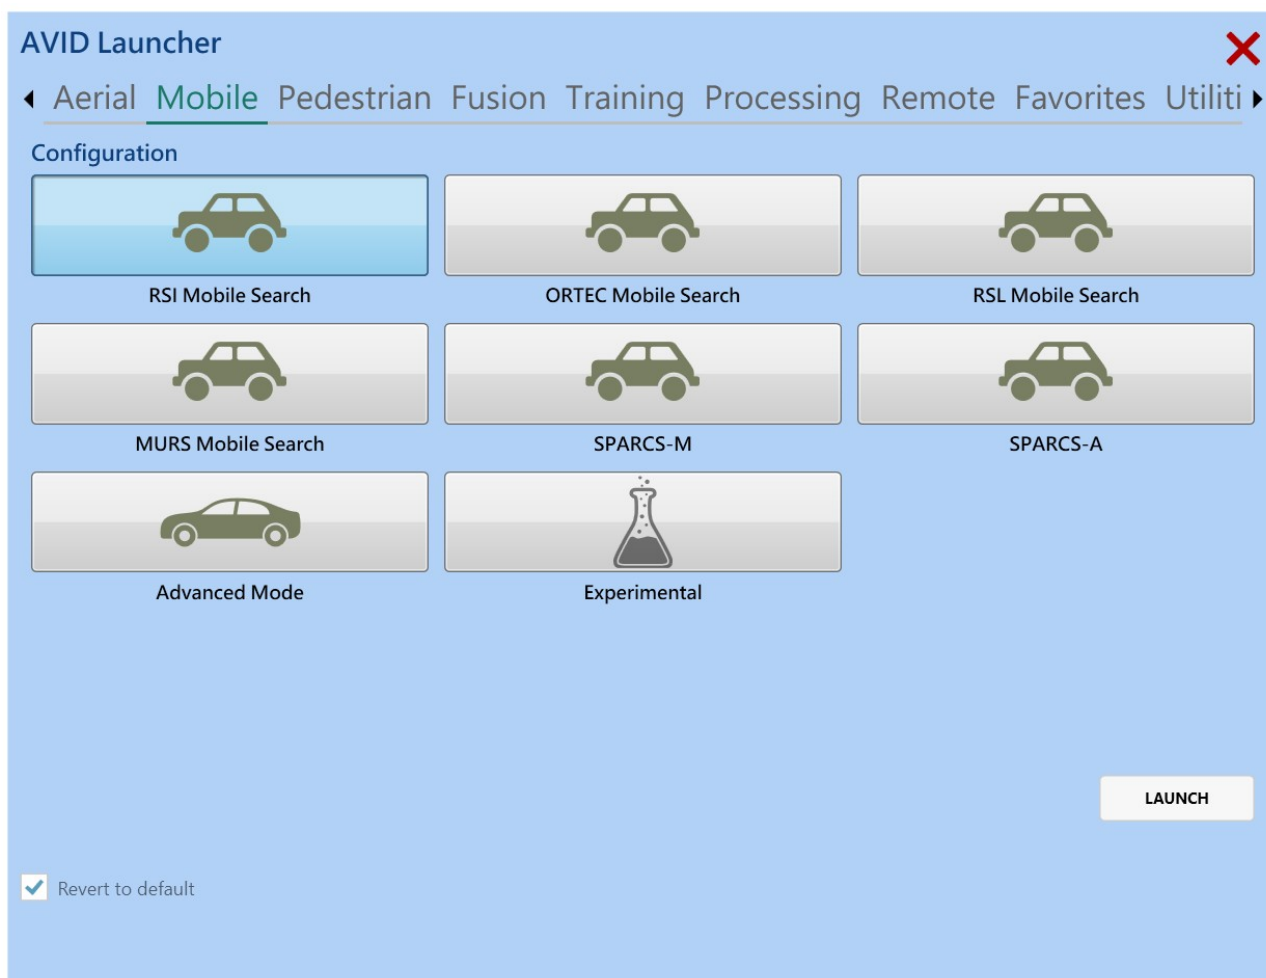 AVID Launcher
Aerial Mobile Pedestrian Fusion Training Processing Remote Favorites Utiliti
Configuration
RSI Mobile Search ORTEC Mobile Search RSL Mobile Search
MURS Mobile Search SPARCS-M SPARCS-A
Advanced Mode Experimental
LAUNCH
Revert to default